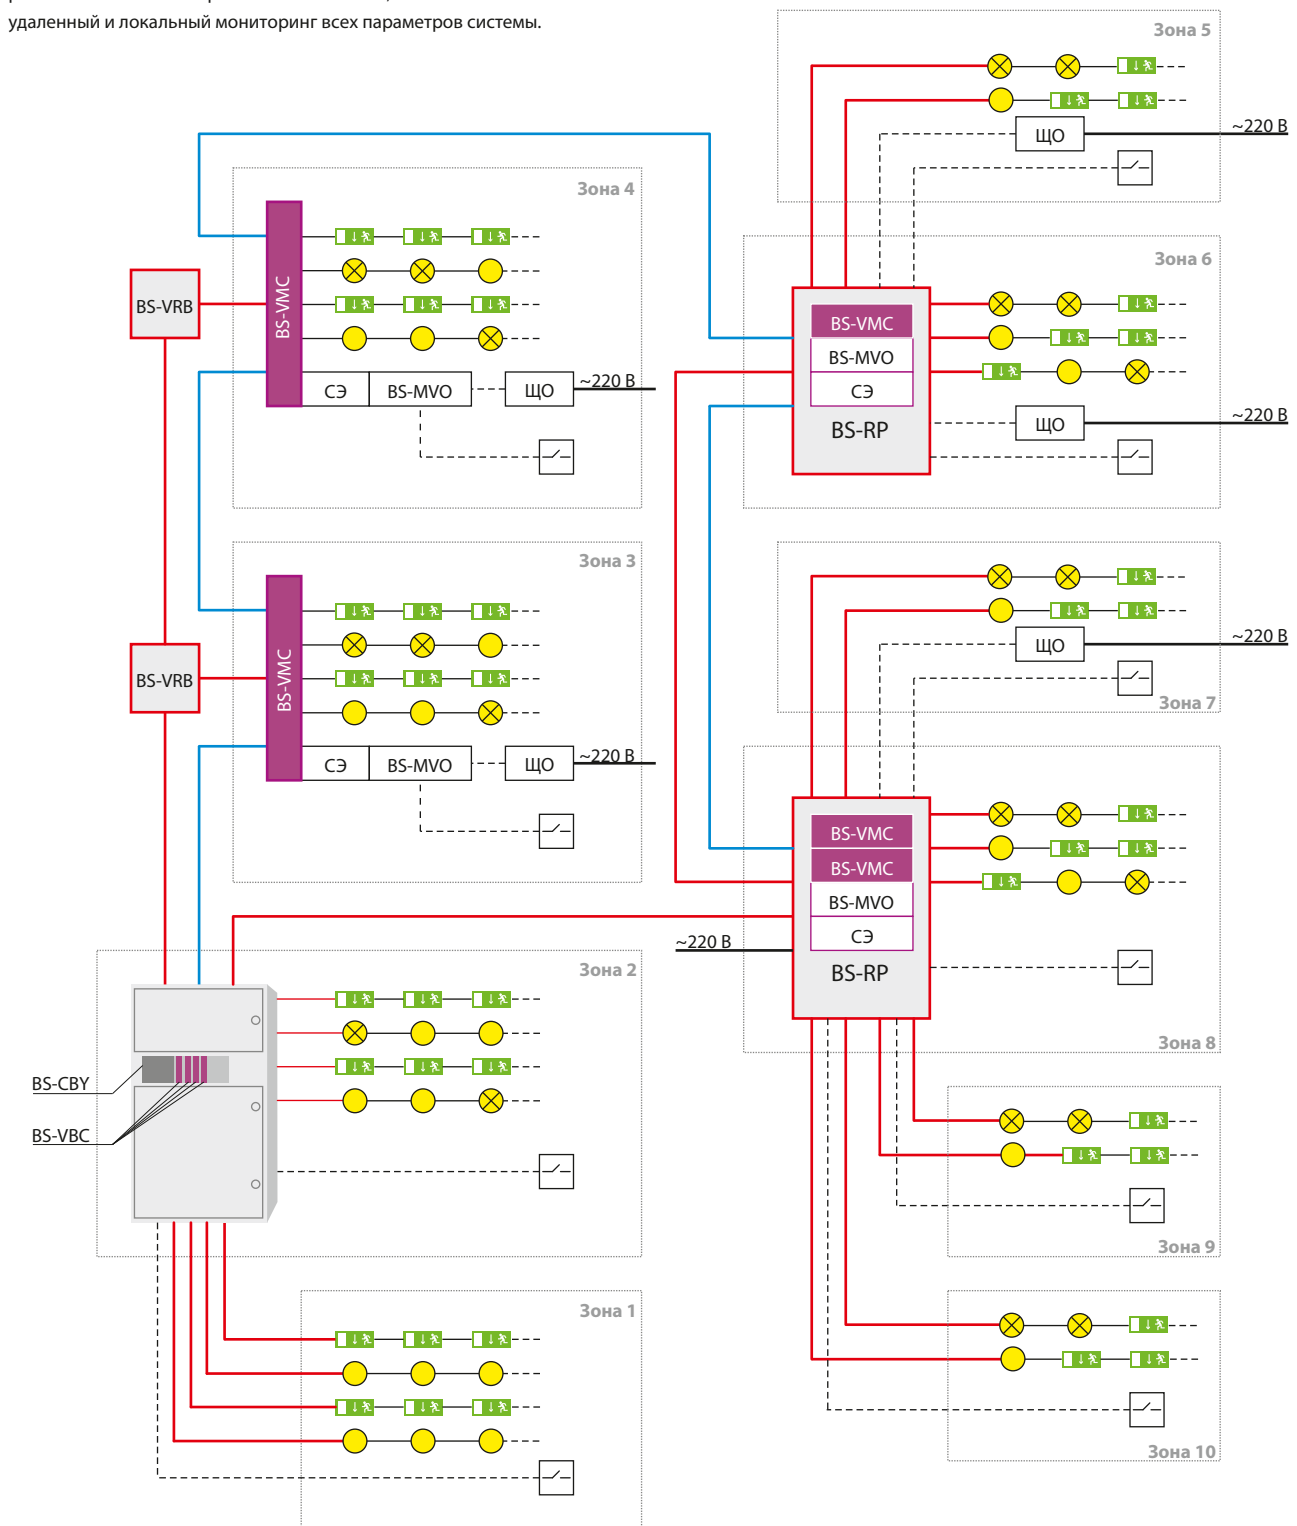 удаленный и локальный мониторинг всех параметров системы.
Зона 5
ЩО
~220 В
Зона 4
BS-VMC
BS-VRB
СЭ
BS-MVO
ЩО
~220 В
Зона 6
BS-VMC
BS-MVO
СЭ
BS-RP
ЩО
~220 В
Зона 3
BS-VMC
BS-VRB
СЭ
BS-MVO
ЩО
~220 В
ЩО
~220 В
Зона 7
BS-VMC
BS-VMC
BS-MVO
СЭ
BS-RP
~220 В
Зона 8
Зона 2
BS-CBY
BS-VBC
Зона 9
Зона 1
Зона 10